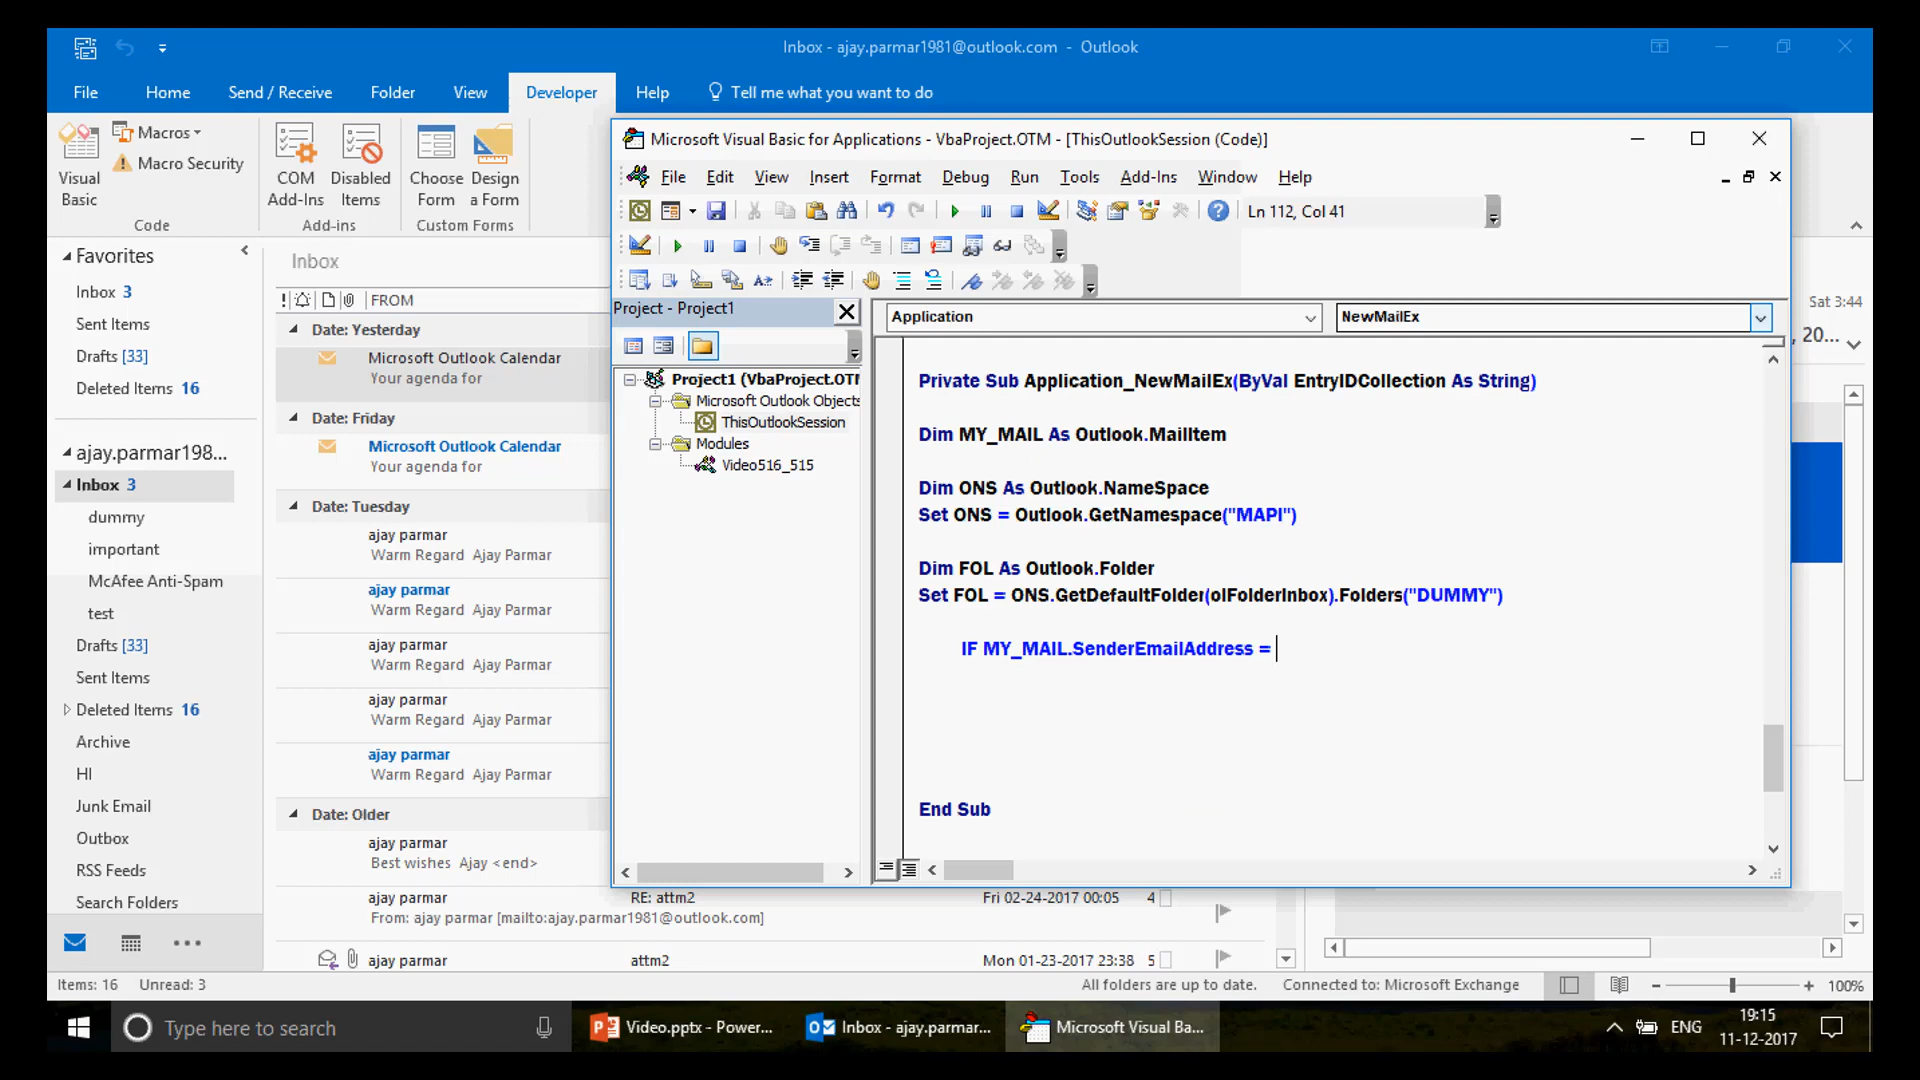 Inbox - ajay.parmar1981@outlook.com - Outlook
File Home Send / Receive Folder View Developer Help Tell me what you want to do
Visual Basic
Macros
Macro Security
Code
COM Add-Ins
Disabled Items
Add-ins
Choose Form
Design a Form
Custom Forms
Favorites
Inbox 3
Sent Items
Drafts [33]
Deleted Items 16
ajay.parmar198...
Inbox 3
dummy
important
McAfee Anti-Spam
test
Drafts [33]
Sent Items
Deleted Items 16
Archive
HI
Junk Email
Outbox
RSS Feeds
Search Folders
Inbox
! FROM
Date: Yesterday
Microsoft Outlook Calendar
Your agenda for
Date: Friday
Microsoft Outlook Calendar
Your agenda for
Date: Tuesday
ajay parmar
Warm Regard Ajay Parmar
ajay parmar
Warm Regard Ajay Parmar
ajay parmar
Warm Regard Ajay Parmar
ajay parmar
Warm Regard Ajay Parmar
ajay parmar
Warm Regard Ajay Parmar
Date: Older
ajay parmar
Best wishes Ajay <end>
ajay parmar RE: attm2 Fri 02-24-2017 00:05 4
From: ajay parmar [mailto:ajay.parmar1981@outlook.com]
ajay parmar attm2 Mon 01-23-2017 23:38 5
Sat 3:44
, 20...
Microsoft Visual Basic for Applications - VbaProject.OTM - [ThisOutlookSession (Code)]
File Edit View Insert Format Debug Run Tools Add-Ins Window Help
Ln 112, Col 41
Project - Project1
Project1 (VbaProject.OTM
Microsoft Outlook Objects
ThisOutlookSession
Modules
Video516_515
Application
NewMailEx
Private Sub Application_NewMailEx(ByVal EntryIDCollection As String)
Dim MY_MAIL As Outlook.MailItem
Dim ONS As Outlook.NameSpace
Set ONS = Outlook.GetNamespace("MAPI")
Dim FOL As Outlook.Folder
Set FOL = ONS.GetDefaultFolder(olFolderInbox).Folders("DUMMY")
IF MY_MAIL.SenderEmailAddress =
End Sub
Items: 16 Unread: 3 All folders are up to date. Connected to: Microsoft Exchange 100%
Type here to search
Video.pptx - Power...
Inbox - ajay.parmar...
Microsoft Visual Ba...
ENG
19:15
11-12-2017